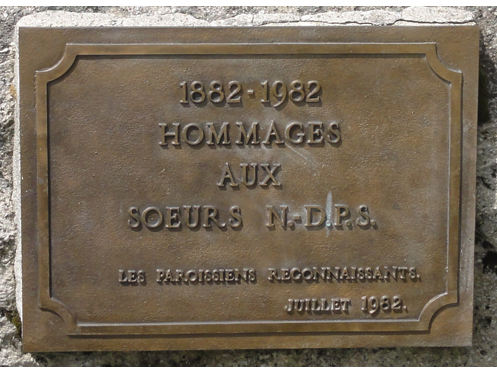 1882-1982
HOMMAGES
AUX
SOEURS N.-D.P.S.
LES PAROISSIENS RECONNAISSANTS.
JUILLET 1982.